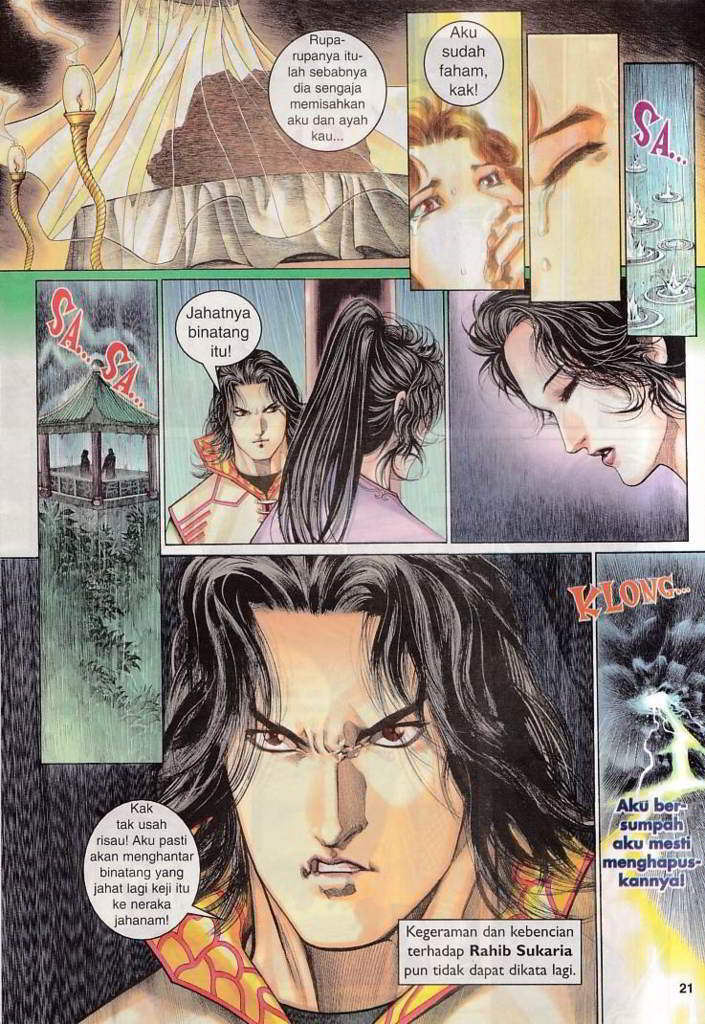 Rupa-
rupanya itu-
lah sebabnya
dia sengaja
memisahkan
aku dan ayah
kau...
Aku
sudah
faham,
kak!
SA...
SA... SA...
Jahatnya
binatang
itu!
KLONG...
Kak
tak usah
risau! Aku pasti
akan menghantar
binatang yang
jahat lagi keji itu
ke neraka
jahanam!
Aku ber-
sumpah
aku mesti
menghapus-
kannya!
Kegeraman dan kebencian
terhadap Rahib Sukaria
pun tidak dapat dikata lagi.
21